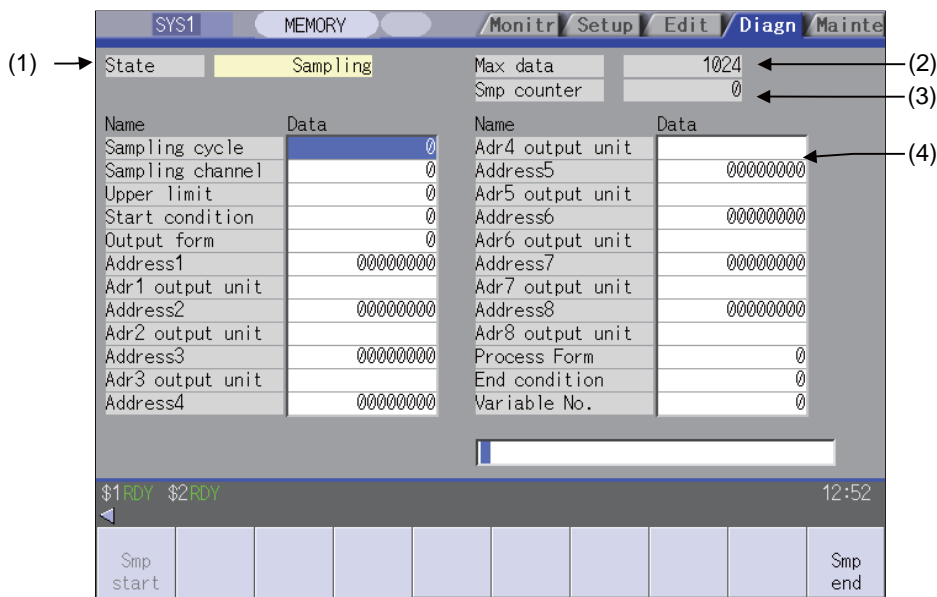 SYS1 MEMORY Monitr Setup Edit Diagn Mainte
(1) State Sampling Max data 1024 (2)
Smp counter 0 (3)
Name Data Name Data
Sampling cycle 0 Adr4 output unit (4)
Sampling channel 0 Address5 00000000
Upper limit 0 Adr5 output unit
Start condition 0 Address6 00000000
Output form 0 Adr6 output unit
Address1 00000000 Address7 00000000
Adr1 output unit Adr7 output unit
Address2 00000000 Address8 00000000
Adr2 output unit Adr8 output unit
Address3 00000000 Process Form 0
Adr3 output unit End condition 0
Address4 00000000 Variable No. 0
$1RDY $2RDY 12:52
Smp start Smp end